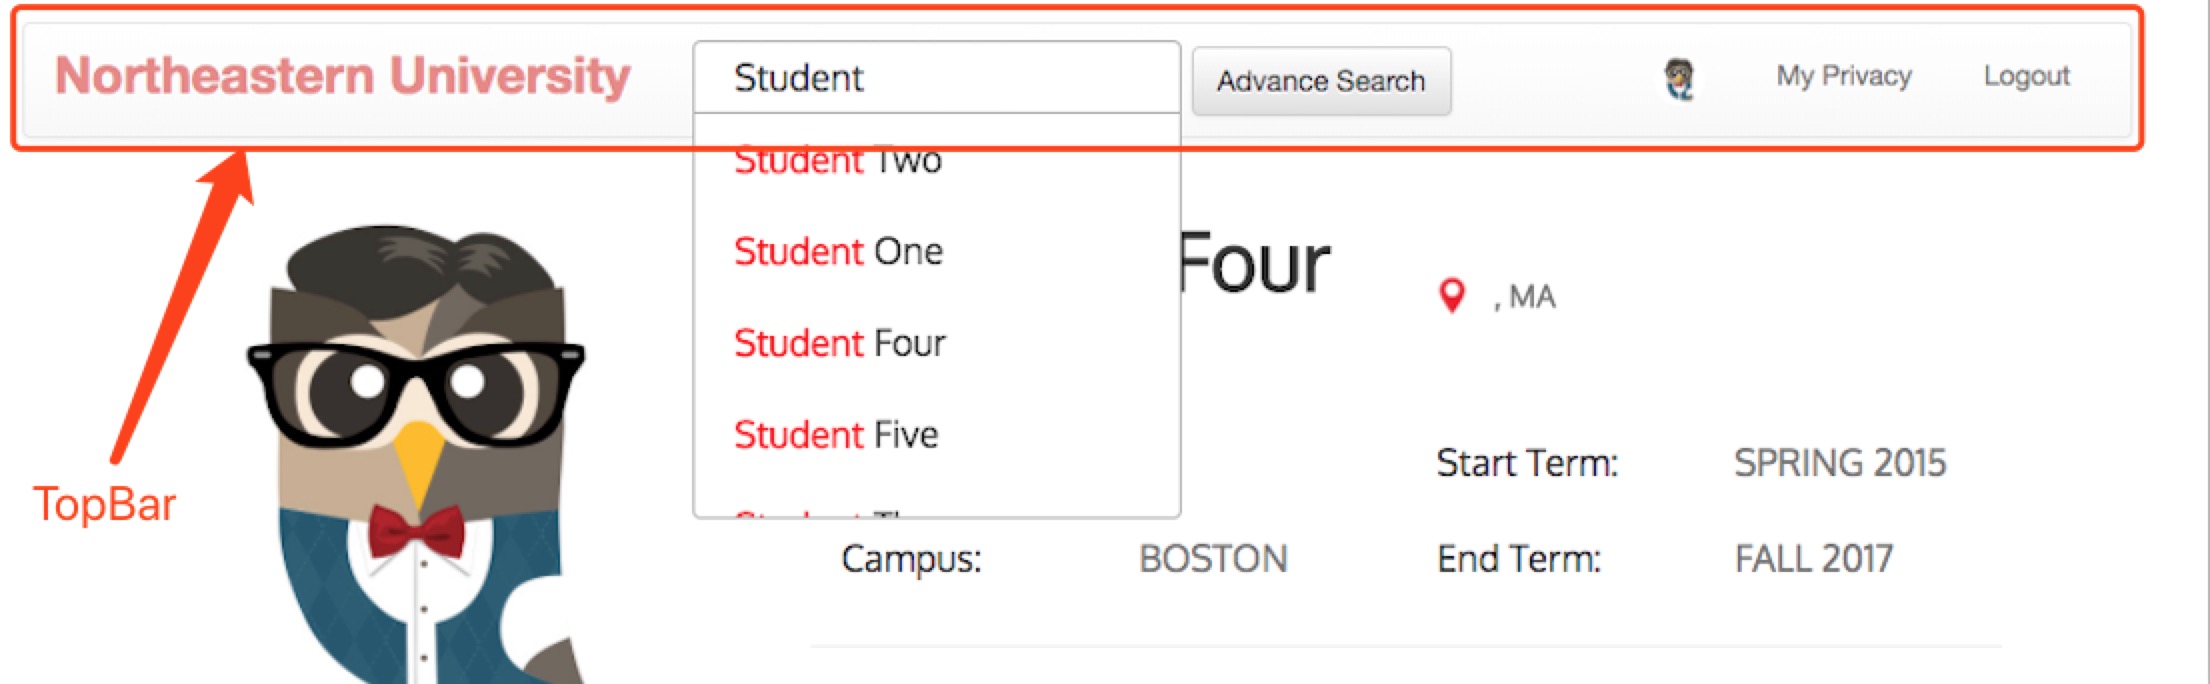 Northeastern University
Student
Advance Search
My Privacy
Logout
Student Two
Student One
Student Four
Student Five
Student
Four
, MA
TopBar
Start Term:
SPRING 2015
Campus:
BOSTON
End Term:
FALL 2017